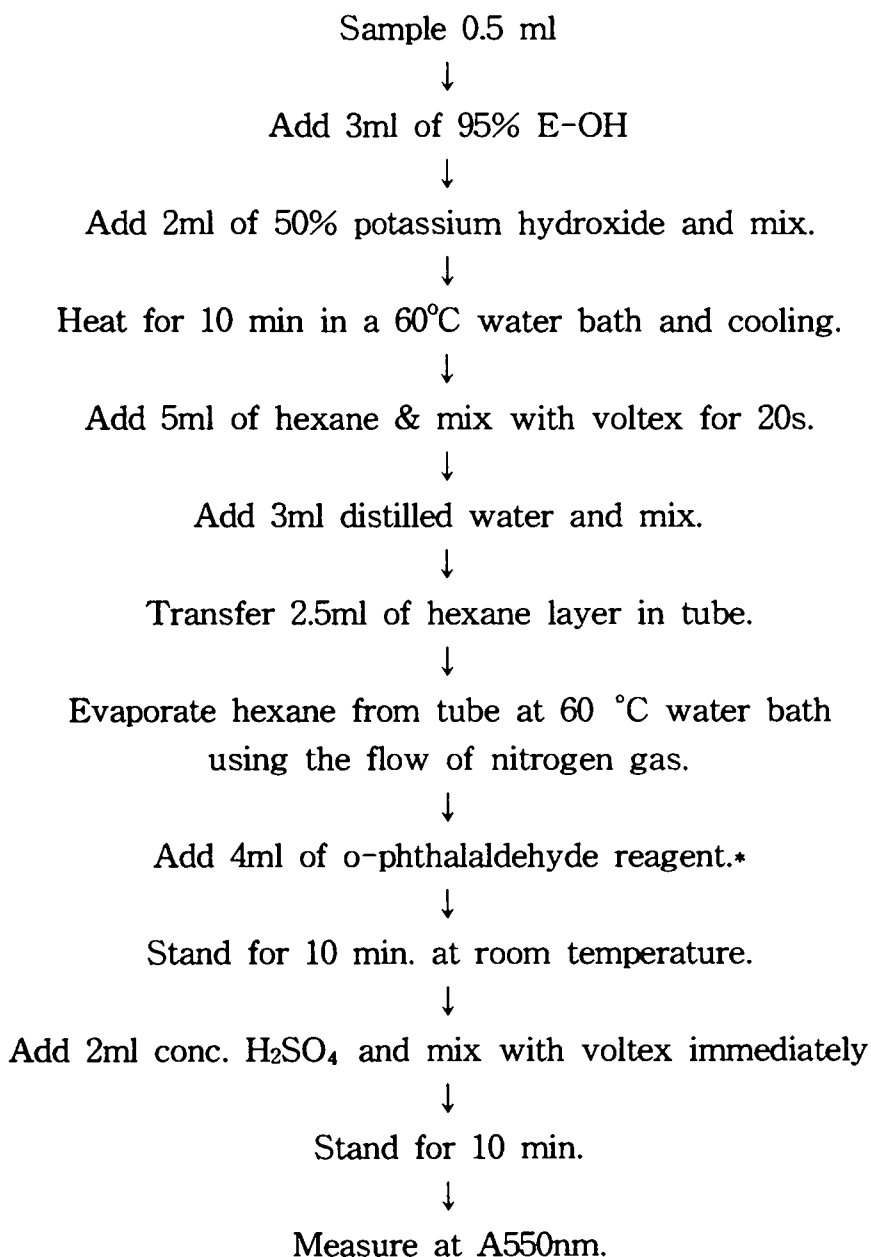 Sample 0.5 ml
↓
Add 3ml of 95% E-OH
↓
Add 2ml of 50% potassium hydroxide and mix.
↓
Heat for 10 min in a 60°C water bath and cooling.
↓
Add 5ml of hexane & mix with voltex for 20s.
↓
Add 3ml distilled water and mix.
↓
Transfer 2.5ml of hexane layer in tube.
↓
Evaporate hexane from tube at 60 °C water bath
using the flow of nitrogen gas.
↓
Add 4ml of o-phthalaldehyde reagent.*
↓
Stand for 10 min. at room temperature.
↓
Add 2ml conc. H₂SO₄ and mix with voltex immediately
↓
Stand for 10 min.
↓
Measure at A550nm.